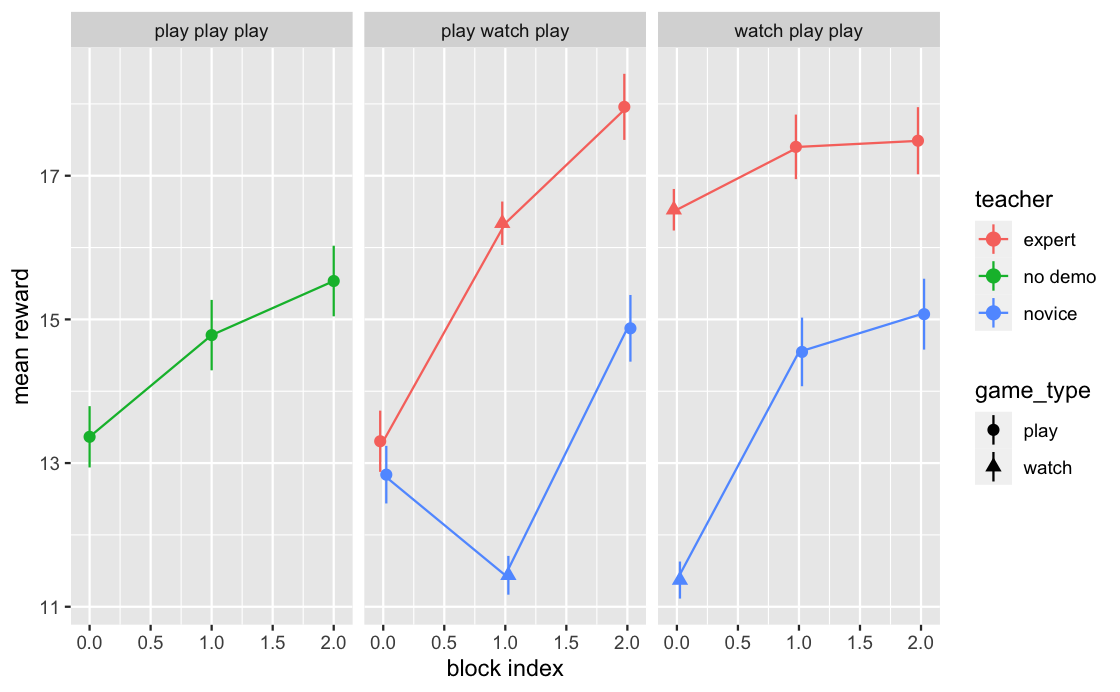 play play play
play watch play
watch play play
mean reward
17
15
13
11
0.0 0.5 1.0 1.5 2.0
0.0 0.5 1.0 1.5 2.0
0.0 0.5 1.0 1.5 2.0
block index
teacher
expert
no demo
novice
game_type
play
watch